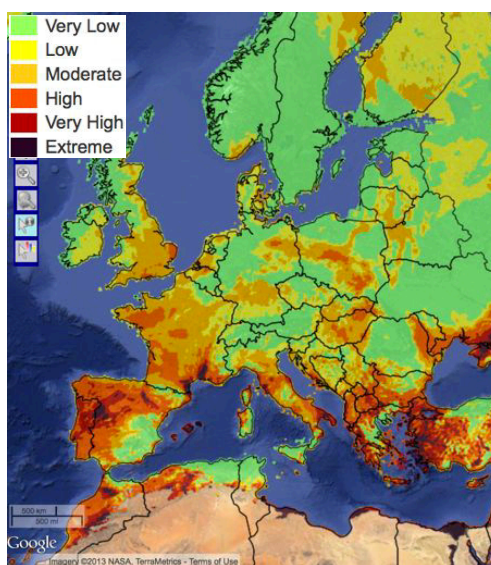 Very Low
Low
Moderate
High
Very High
Extreme
500 km
500 mi
Google
Imagery ©2013 NASA, TerraMetrics - Terms of Use